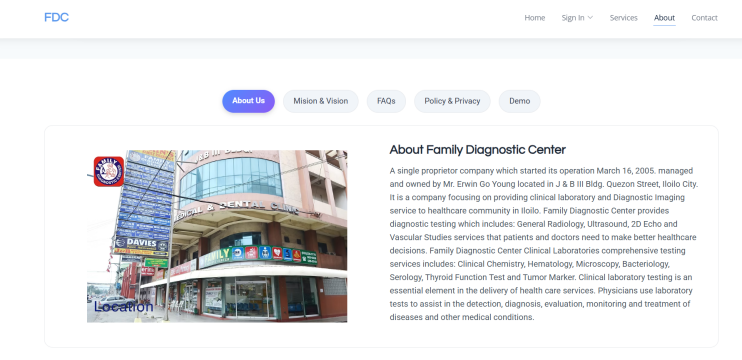 FDC
Home
Sign In
Services
About
Contact
About Us
Mision & Vision
FAQs
Policy & Privacy
Demo
FAMILY
DAVIES
DICAL & DENTAL CLINIC
Location
About Family Diagnostic Center
A single proprietor company which started its operation March 16, 2005. managed
and owned by Mr. Erwin Go Young located in J & B III Bldg. Quezon Street, Iloilo City.
It is a company focusing on providing clinical laboratory and Diagnostic Imaging
service to healthcare community in Iloilo. Family Diagnostic Center provides
diagnostic testing which includes: General Radiology, Ultrasound, 2D Echo and
Vascular Studies services that patients and doctors need to make better healthcare
decisions. Family Diagnostic Center Clinical Laboratories comprehensive testing
services includes: Clinical Chemistry, Hematology, Microscopy, Bacteriology,
Serology, Thyroid Function Test and Tumor Marker. Clinical laboratory testing is an
essential element in the delivery of health care services. Physicians use laboratory
tests to assist in the detection, diagnosis, evaluation, monitoring and treatment of
diseases and other medical conditions.